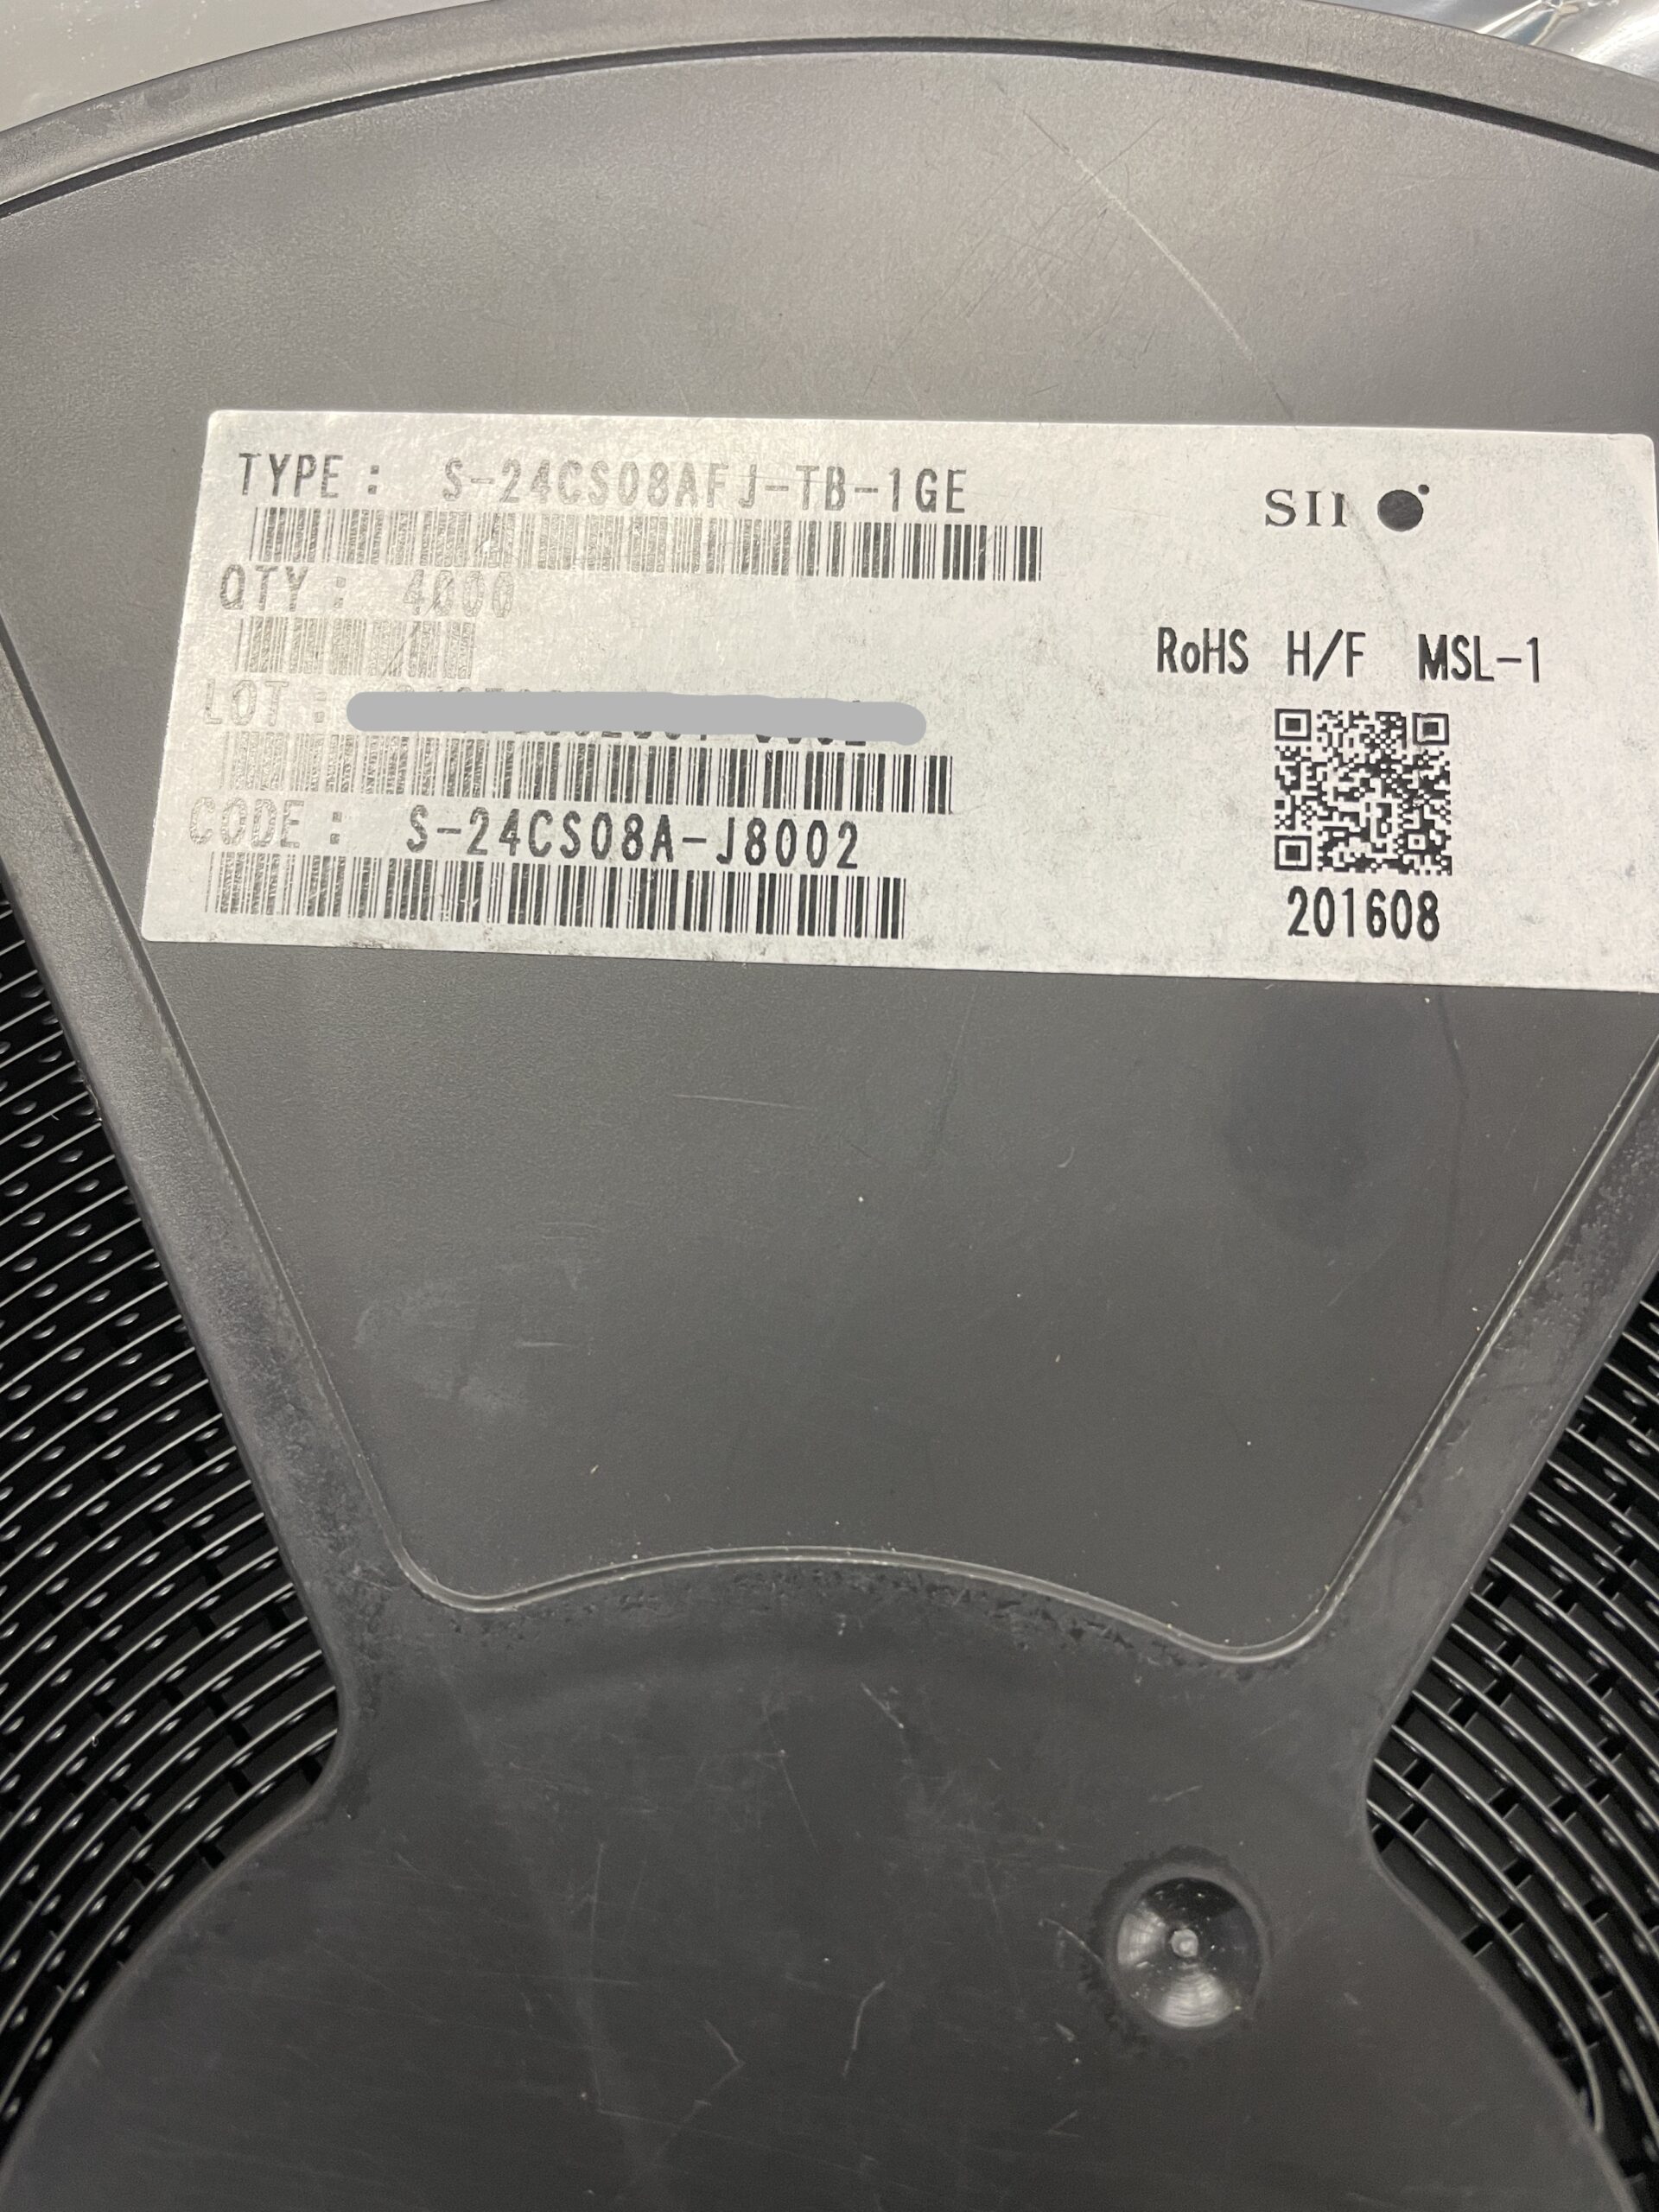 TYPE : S-24CS08AFJ-TB-1GE
SII
QTY : 4000
RoHS H/F MSL-1
LOT :
CODE : S-24CS08A-J8002
201608